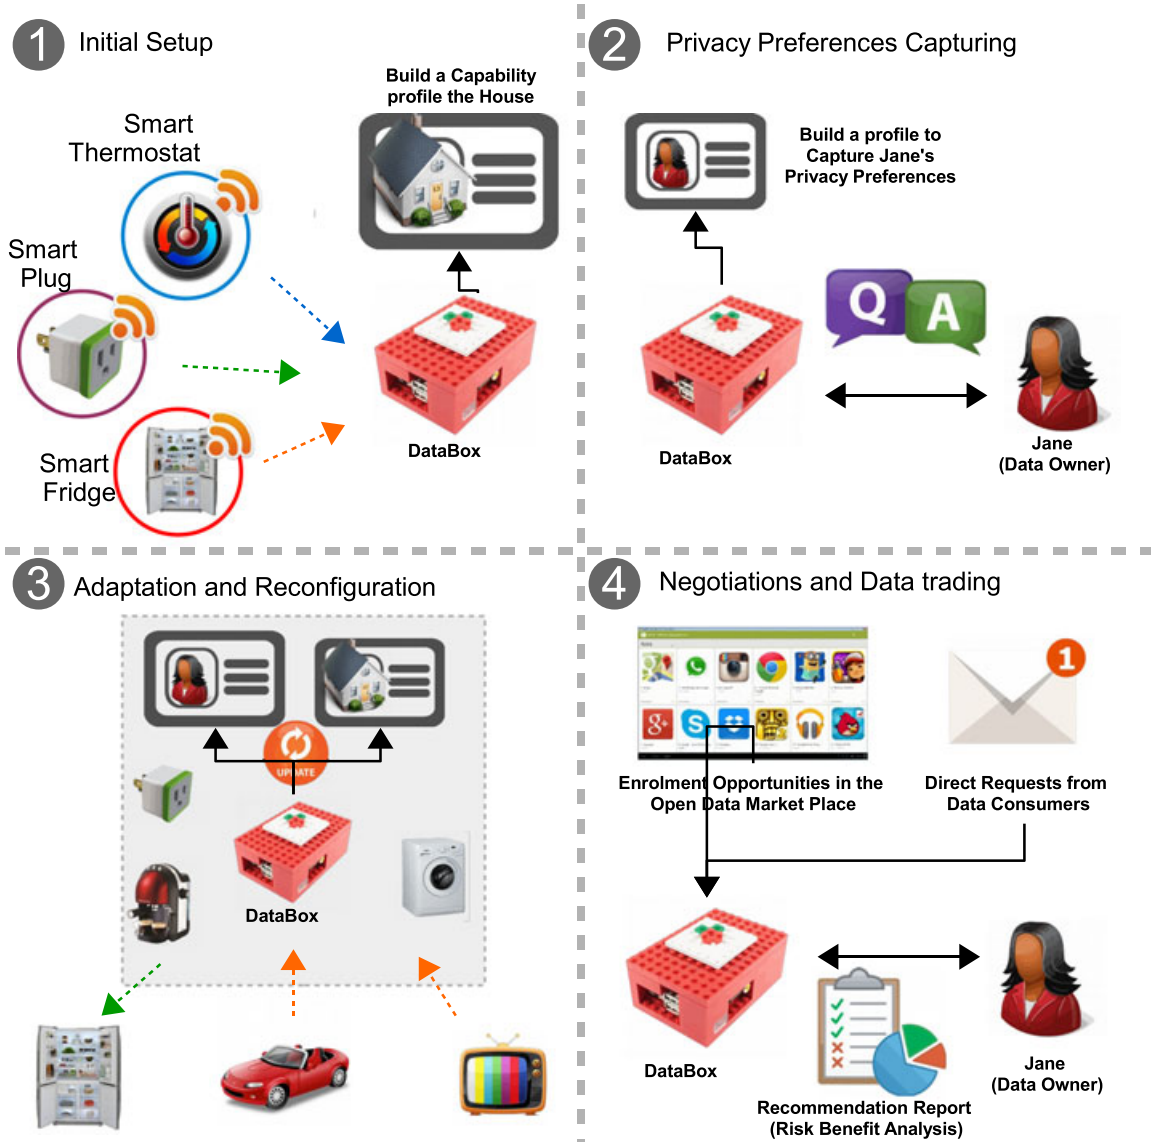 1 Initial Setup
Build a Capability
profile the House
Smart
Thermostat
Smart
Plug
Smart
Fridge
DataBox
2 Privacy Preferences Capturing
Build a profile to
Capture Jane's
Privacy Preferences
Q A
DataBox
Jane
(Data Owner)
3 Adaptation and Reconfiguration
UPDATE
DataBox
4 Negotiations and Data trading
1
Enrolment Opportunities in the
Open Data Market Place
Direct Requests from
Data Consumers
DataBox
Jane
(Data Owner)
Recommendation Report
(Risk Benefit Analysis)